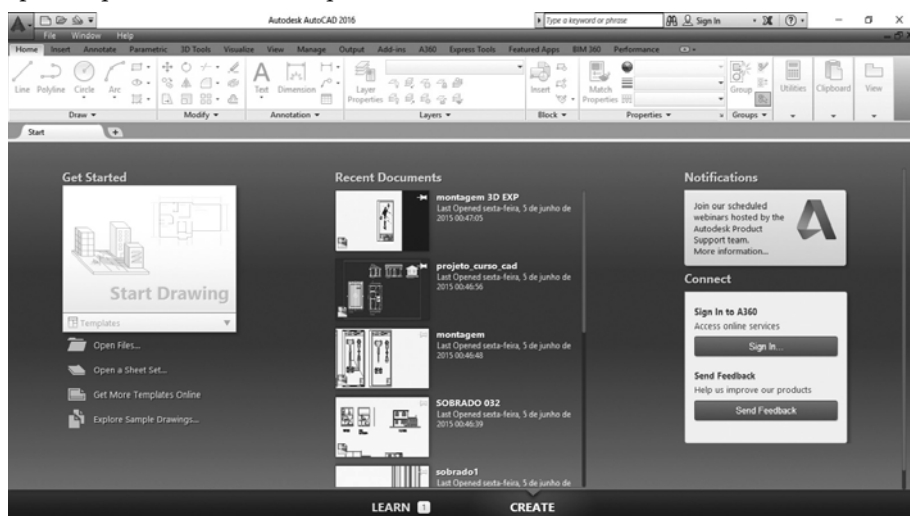 Autodesk AutoCAD 2016
Type a keyword or phrase
Sign In
File Window Help
Home Insert Annotate Parametric 3D Tools Visualize View Manage Output Add-ins A360 Express Tools Featured Apps BIM 360 Performance
Line Polyline Circle Arc
Text Dimension
Layer Properties
Insert
Match Properties
Group
Utilities
Clipboard
View
Draw Modify Annotation Layers Block Properties Groups
Start
Get Started
Start Drawing
Templates
Open Files...
Open a Sheet Set...
Get More Templates Online
Explore Sample Drawings...
Recent Documents
montagem 3D EXP
Last Opened sexta-feira, 5 de junho de
2015 00:47:05
projeto_curso_cad
Last Opened sexta-feira, 5 de junho de
2015 00:46:56
montagem
Last Opened sexta-feira, 5 de junho de
2015 00:46:48
SOBRADO 032
Last Opened sexta-feira, 5 de junho de
2015 00:46:39
sobrado1
Last Opened sexta-feira, 5 de junho de
Notifications
Join our scheduled
webinars hosted by the
Autodesk Product
Support team.
More information...
Connect
Sign In to A360
Access online services
Sign In...
Send Feedback
Help us improve our products
Send Feedback
LEARN 1 CREATE